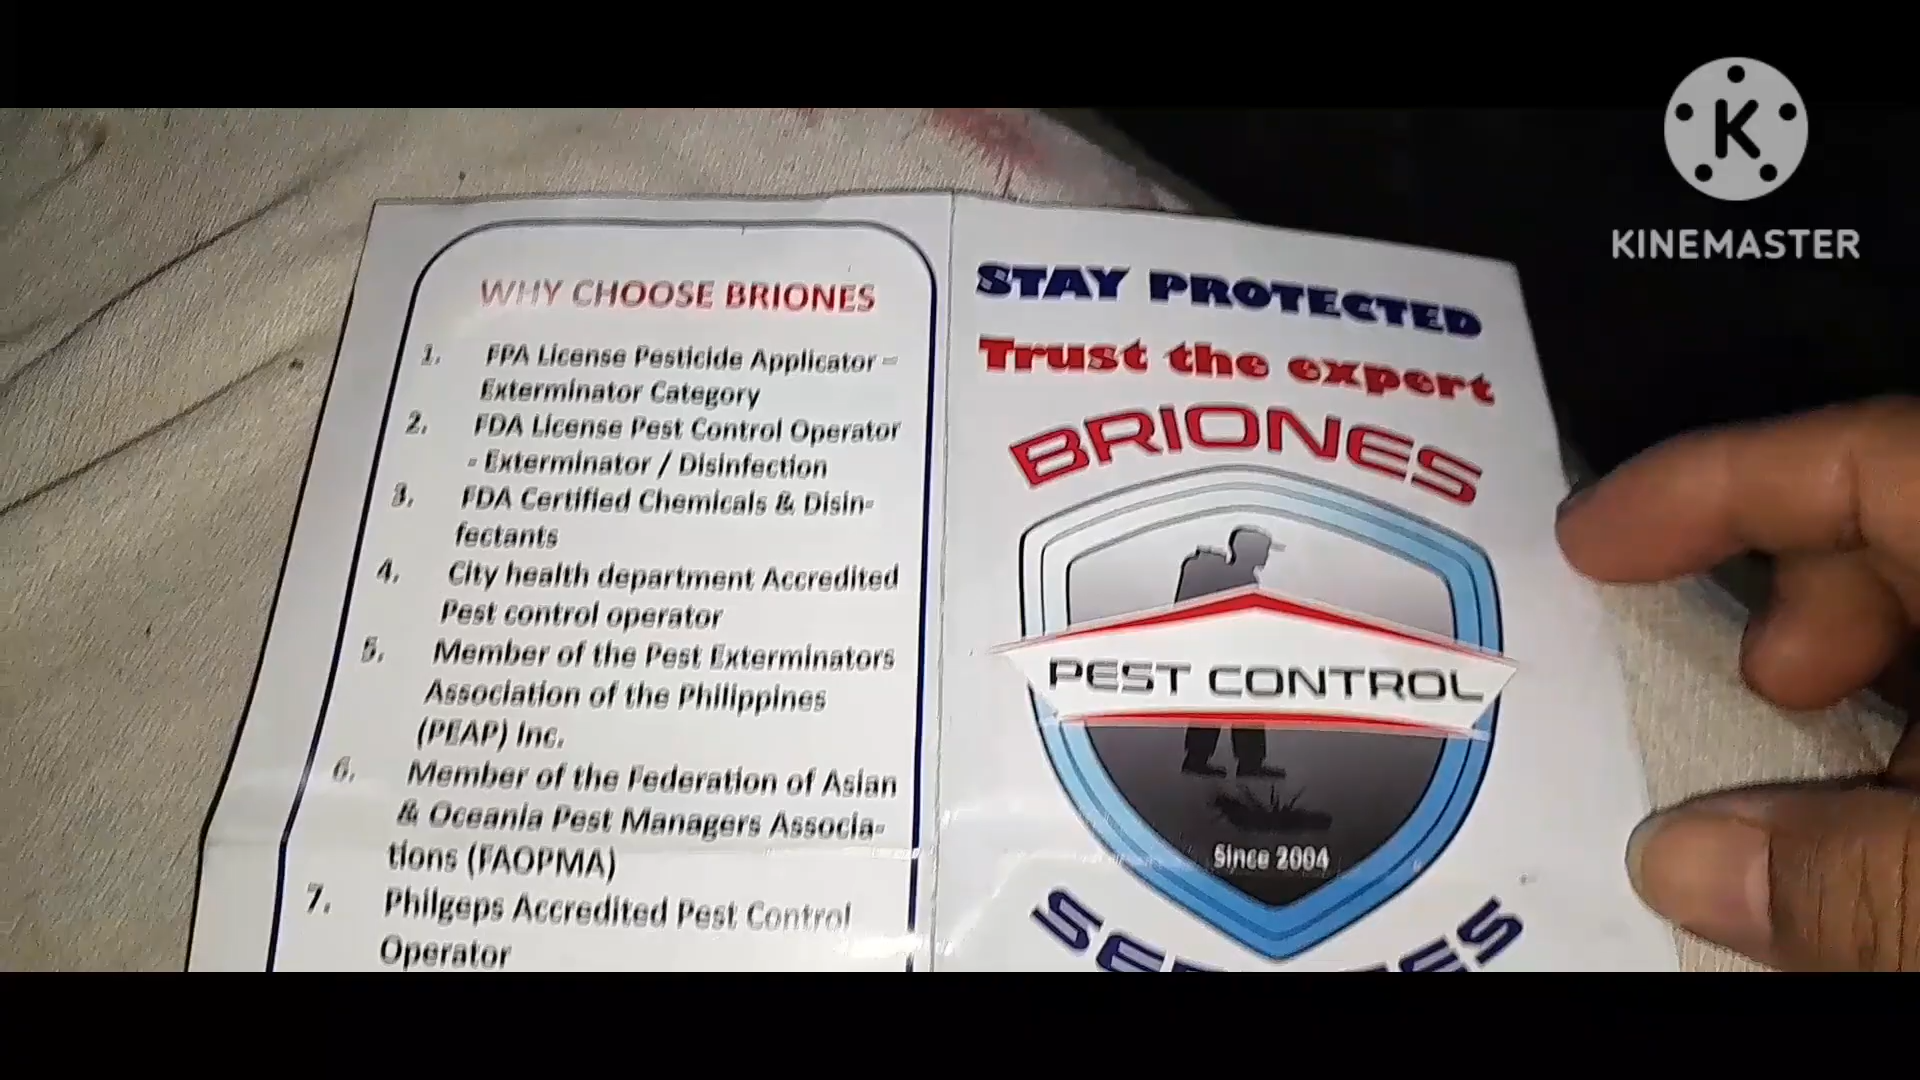 WHY CHOOSE BRIONES
1. FPA License Pesticide Applicator –
Exterminator Category
2. FDA License Pest Control Operator
- Exterminator / Disinfection
3. FDA Certified Chemicals & Disin-
fectants
4. City health department Accredited
Pest control operator
5. Member of the Pest Exterminators
Association of the Philippines
(PEAP) Inc.
6. Member of the Federation of Asian
& Oceania Pest Managers Associa-
tions (FAOPMA)
7. Philgeps Accredited Pest Control
Operator
STAY PROTECTED
Trust the expert
BRIONES
PEST CONTROL
Since 2004
K
KINEMASTER